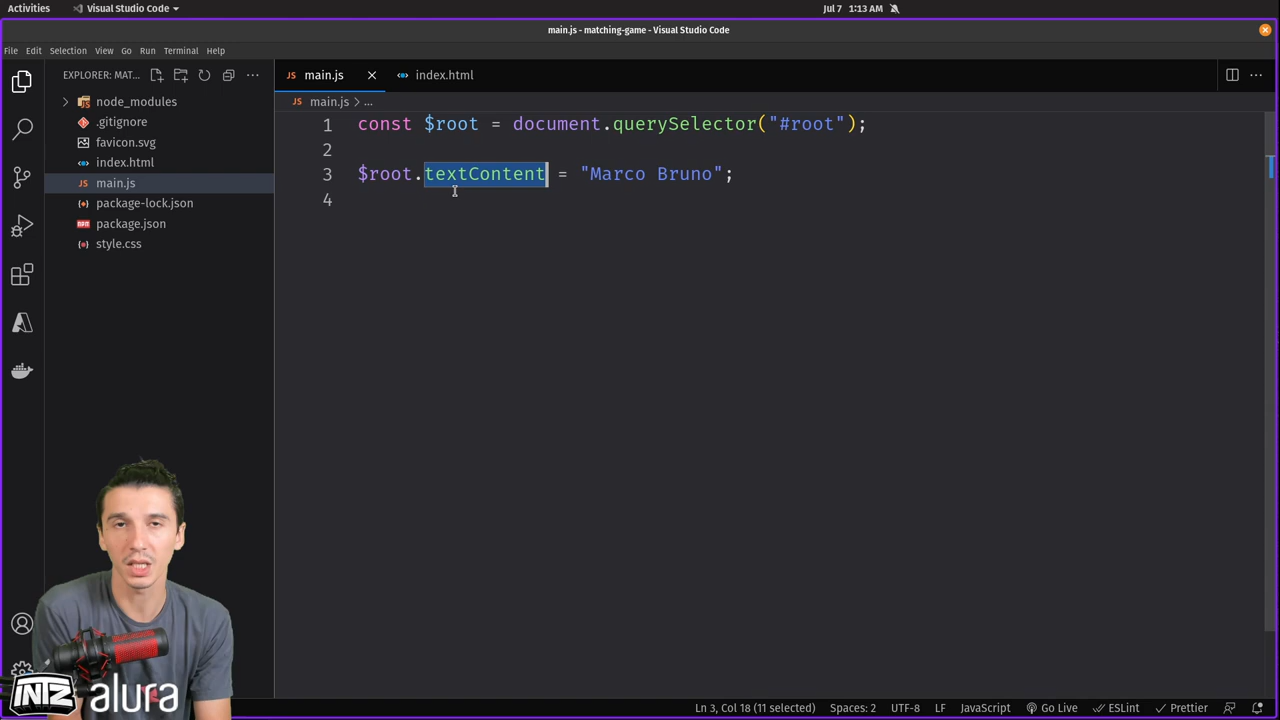 Activities
Visual Studio Code
Jul 7 1:13 AM
main.js - matching-game - Visual Studio Code
File Edit Selection View Go Run Terminal Help
EXPLORER: MAT...
JS main.js
index.html
JS main.js > ...
node_modules
.gitignore
favicon.svg
index.html
JS main.js
package-lock.json
package.json
style.css
1 const $root = document.querySelector("#root");
2
3 $root.textContent = "Marco Bruno";
4
INTZ alura
Ln 3, Col 18 (11 selected) Spaces: 2 UTF-8 LF JavaScript Go Live ESLint Prettier